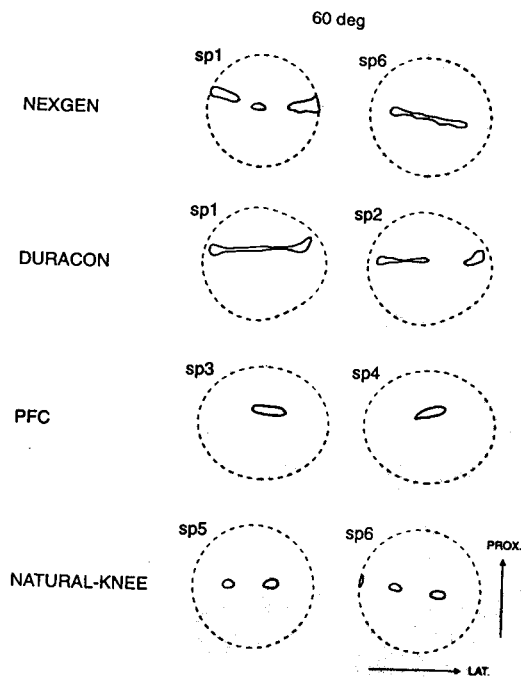 60 deg
sp1 sp6
NEXGEN
sp1 sp2
DURACON
sp3 sp4
PFC
sp5 sp6
PROX.
NATURAL-KNEE
LAT.